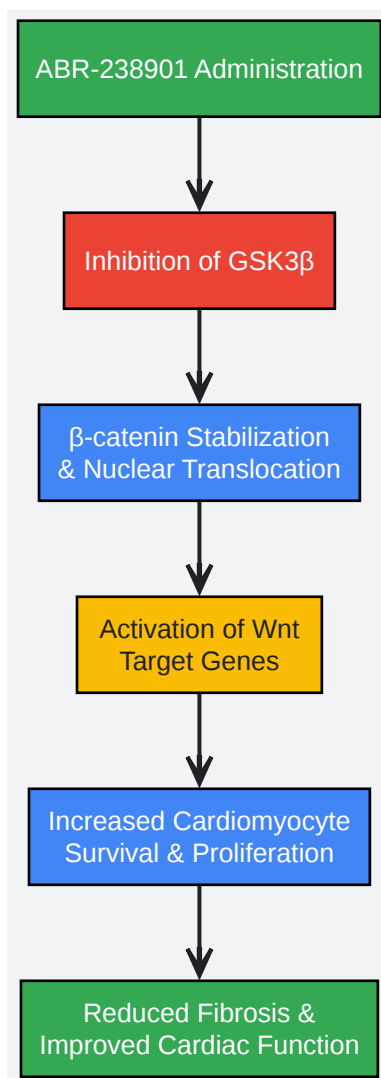 ABR-238901 Administration
Inhibition of GSK3β
β-catenin Stabilization
& Nuclear Translocation
Activation of Wnt
Target Genes
Increased Cardiomyocyte
Survival & Proliferation
Reduced Fibrosis &
Improved Cardiac Function